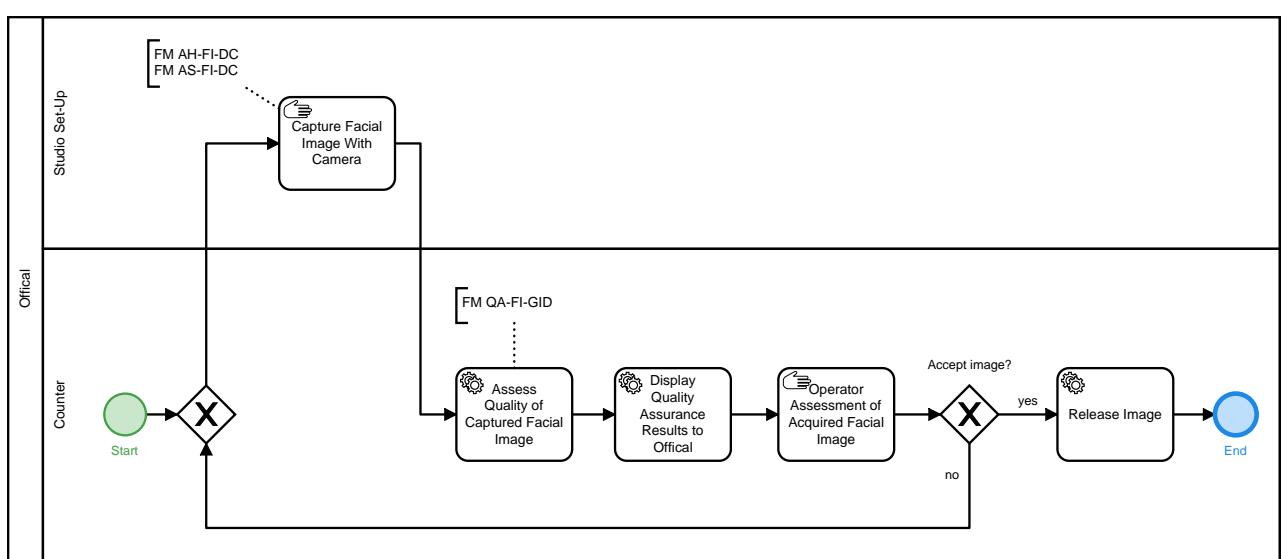 Offical
Studio Set-Up
FM AH-FI-DC
FM AS-FI-DC
Capture Facial
Image With
Camera
Counter
Start
X
FM QA-FI-GID
Assess
Quality of
Captured Facial
Image
Display
Quality
Assurance
Results to
Offical
Operator
Assessment of
Acquired Facial
Image
Accept image?
X
yes
no
Release Image
End